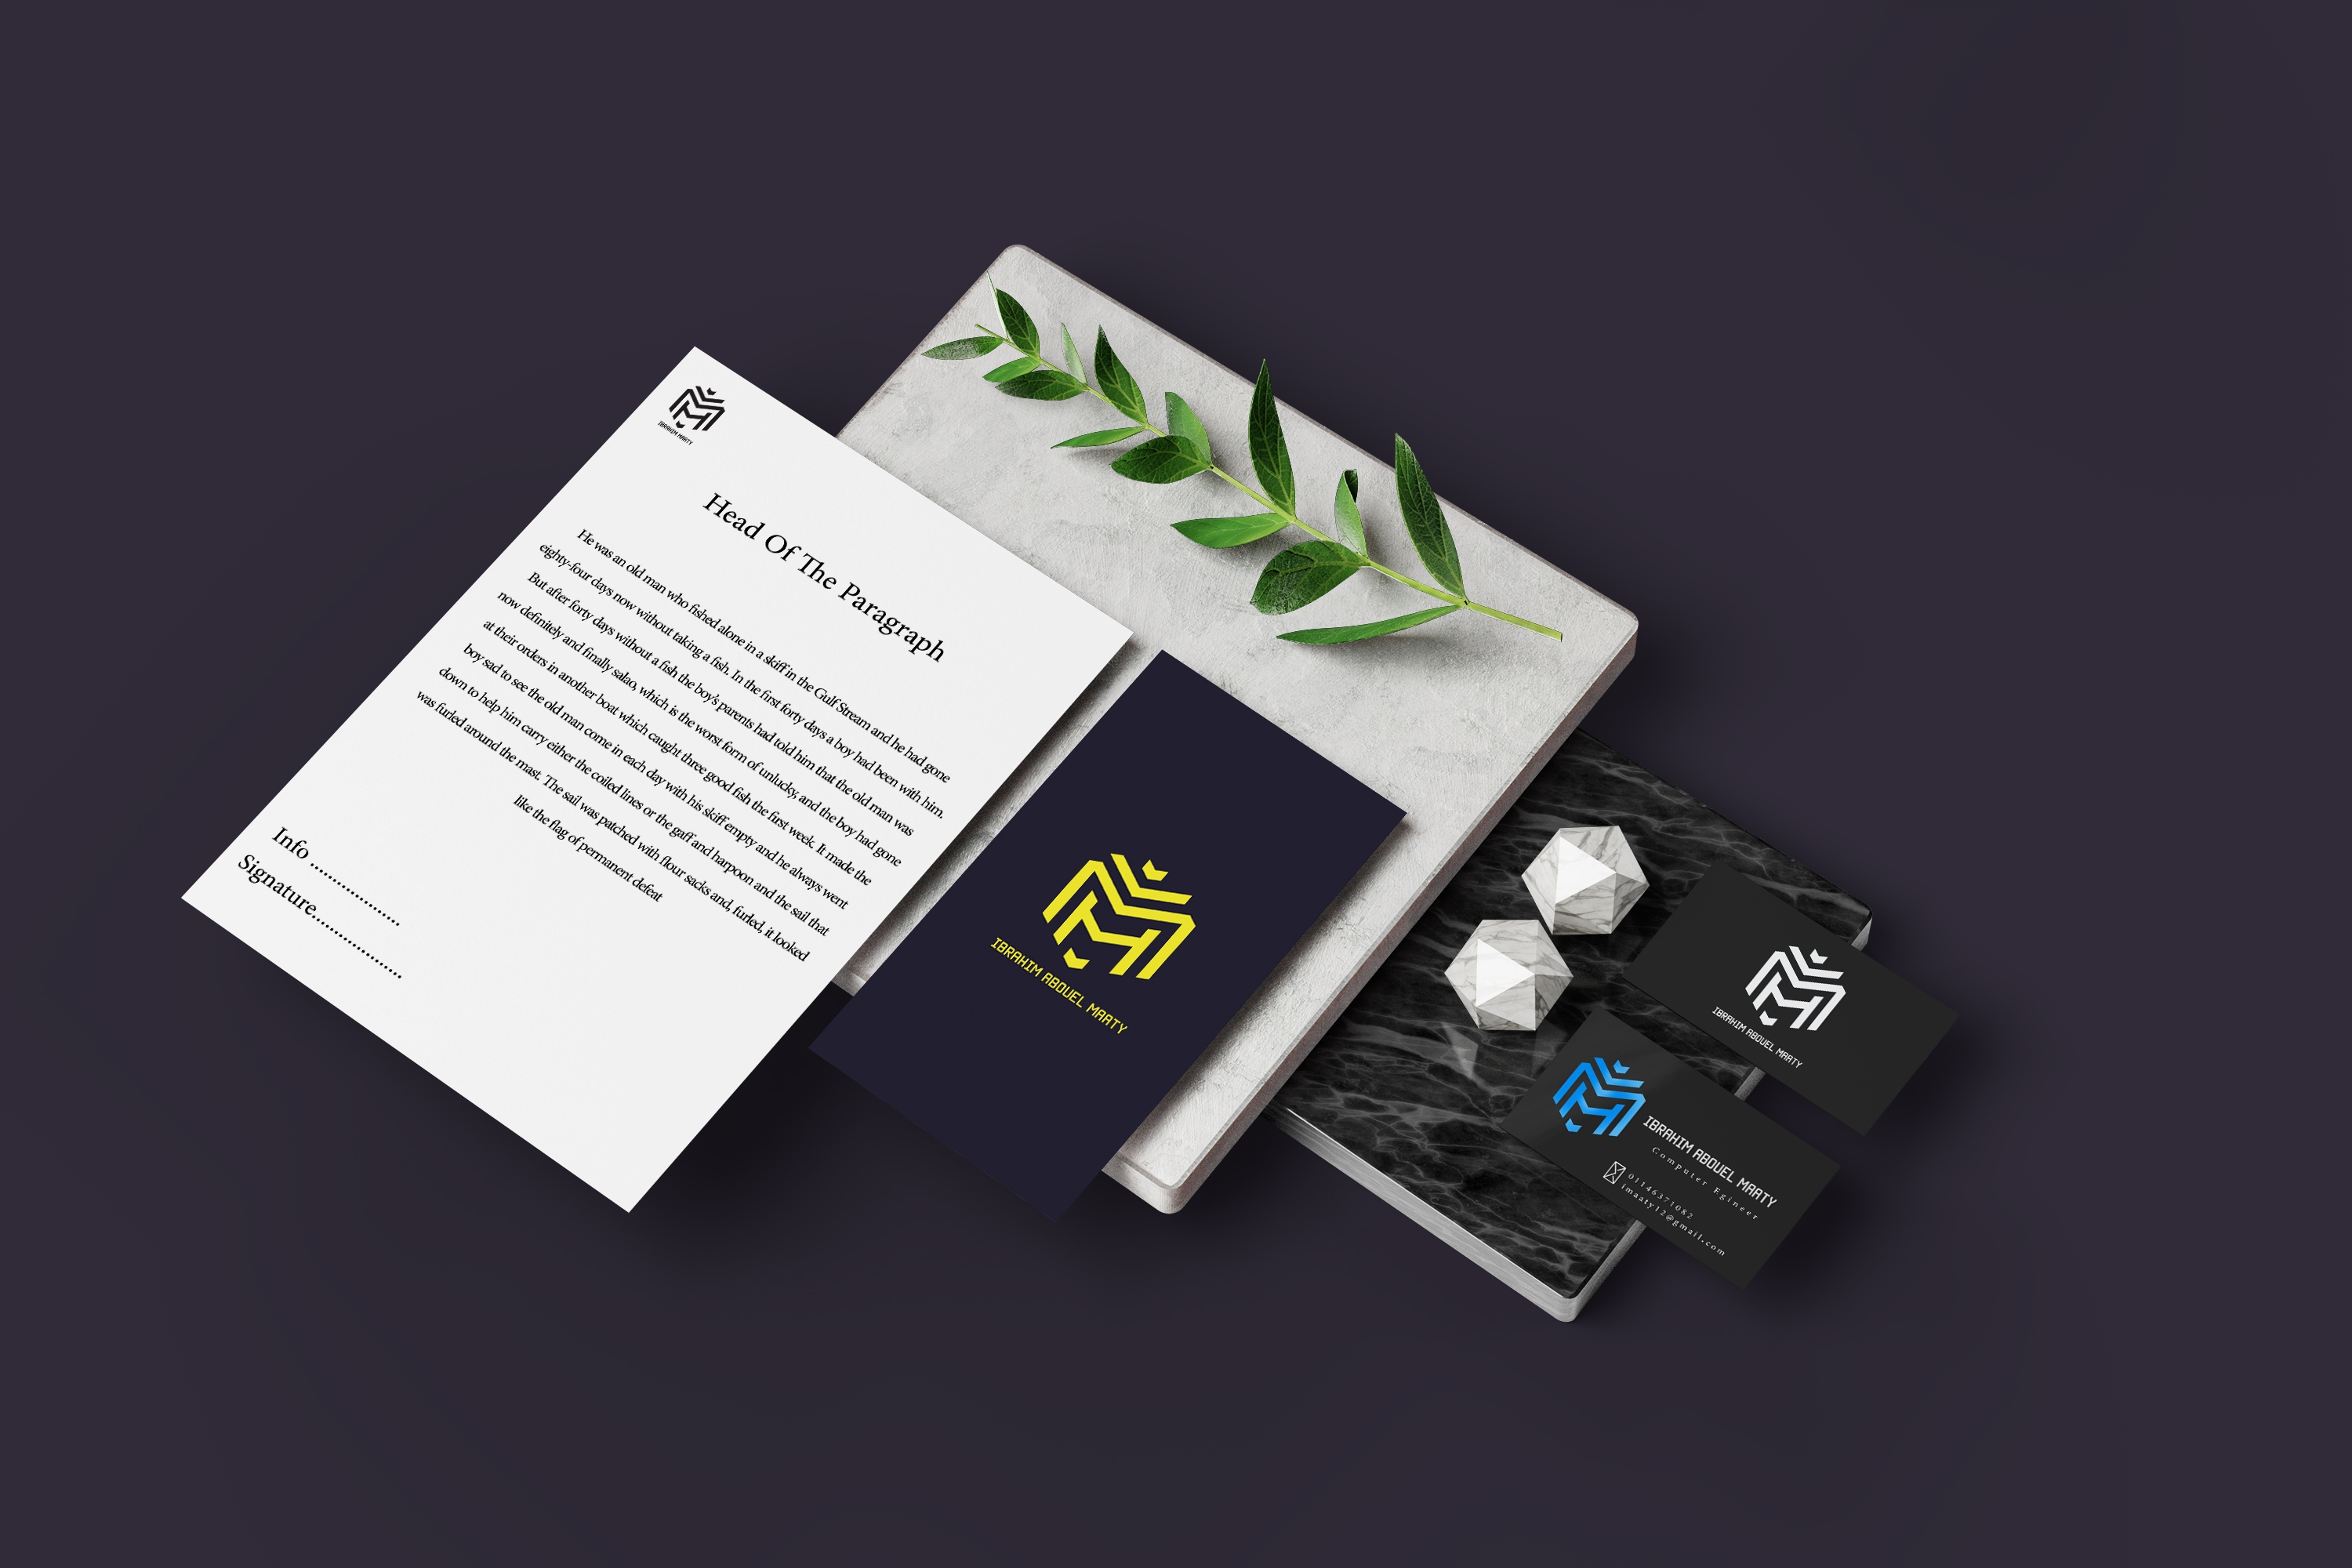 IBRAHIM MAATY
Head Of The Paragraph
He was an old man who fished alone in a skiff in the Gulf Stream and he had gone
eighty-four days now without taking a fish. In the first forty days a boy had been with him.
But after forty days without a fish the boy's parents had told him that the old man was
now definitely and finally salao, which is the worst form of unlucky, and the boy had gone
at their orders in another boat which caught three good fish the first week. It made the
boy sad to see the old man come in each day with his skiff empty and he always went
down to help him carry either the coiled lines or the gaff and harpoon and the sail that
was furled around the mast. The sail was patched with flour sacks and, furled, it looked
like the flag of permanent defeat
Info ....................
Signature....................
IBRAHIM ABOUEL MAATY
IBRAHIM ABOUEL MAATY
IBRAHIM ABOUEL MAATY
Computer Egineer
01146371082
imaaty12@gmail.com